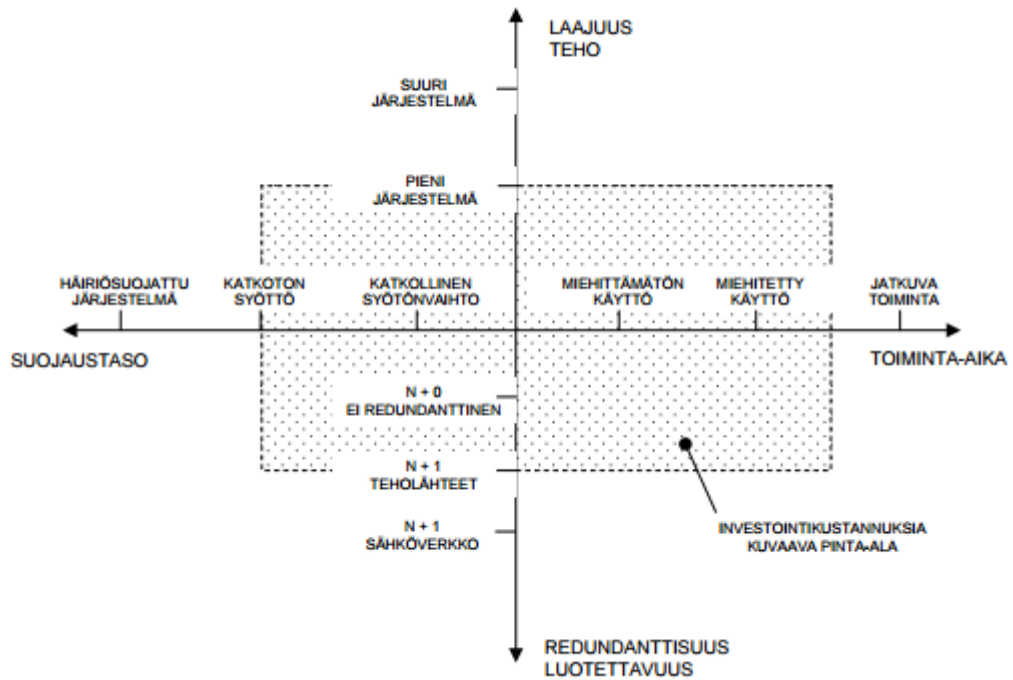 LAAJUUS
TEHO
SUURI
JÄRJESTELMÄ
PIENI
JÄRJESTELMÄ
HÄIRIÖSUOJATTU
JÄRJESTELMÄ
KATKOTON
SYÖTTÖ
KATKOLLINEN
SYÖTÖNVAIHTO
MIEHITTÄMÄTÖN
KÄYTTÖ
MIEHITETTY
KÄYTTÖ
JATKUVA
TOIMINTA
SUOJAUSTASO
TOIMINTA-AIKA
N + 0
EI REDUNDANTTINEN
N + 1
TEHOLÄHTEET
N + 1
SÄHKÖVERKKO
INVESTOINTIKUSTANNUKSIA
KUVAAVA PINTA-ALA
REDUNDANTTISUUS
LUOTETTAVUUS